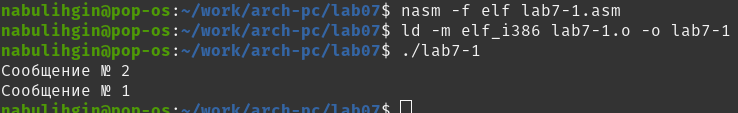 nabulihgin@pop-os:~/work/arch-pc/lab07$ nasm -f elf lab7-1.asm
nabulihgin@pop-os:~/work/arch-pc/lab07$ ld -m elf_i386 lab7-1.o -o lab7-1
nabulihgin@pop-os:~/work/arch-pc/lab07$ ./lab7-1
Сообщение № 2
Сообщение № 1
nabulihgin@pop-os:~/work/arch-pc/lab07$